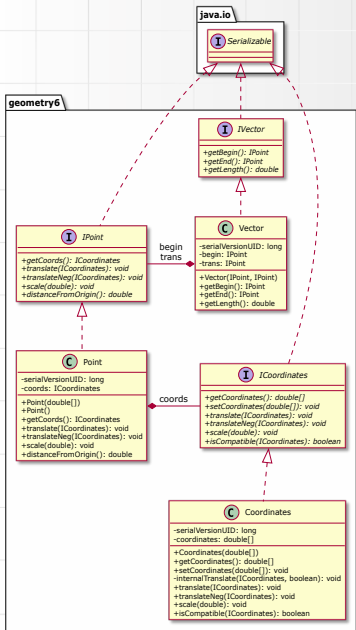 java.io
I Serializable
geometry6
I IVector
+getBegin(): IPoint
+getEnd(): IPoint
+getLength(): double
I IPoint
+getCoords(): ICoordinates
+translate(ICoordinates): void
+translateNeg(ICoordinates): void
+scale(double): void
+distanceFromOrigin(): double
begin
trans
C Vector
-serialVersionUID: long
-begin: IPoint
-trans: IPoint
+Vector(IPoint, IPoint)
+getBegin(): IPoint
+getEnd(): IPoint
+getLength(): double
C Point
-serialVersionUID: long
-coords: ICoordinates
+Point(double[])
+Point()
+getCoords(): ICoordinates
+translate(ICoordinates): void
+translateNeg(ICoordinates): void
+scale(double): void
+distanceFromOrigin(): double
coords
I ICoordinates
+getCoordinates(): double[]
+setCoordinates(double[]): void
+translate(ICoordinates): void
+translateNeg(ICoordinates): void
+scale(double): void
+isCompatible(ICoordinates): boolean
C Coordinates
-serialVersionUID: long
-coordinates: double[]
+Coordinates(double[])
+getCoordinates(): double[]
+setCoordinates(double[]): void
-internalTranslate(ICoordinates, boolean): void
+translate(ICoordinates): void
+translateNeg(ICoordinates): void
+scale(double): void
+isCompatible(ICoordinates): boolean